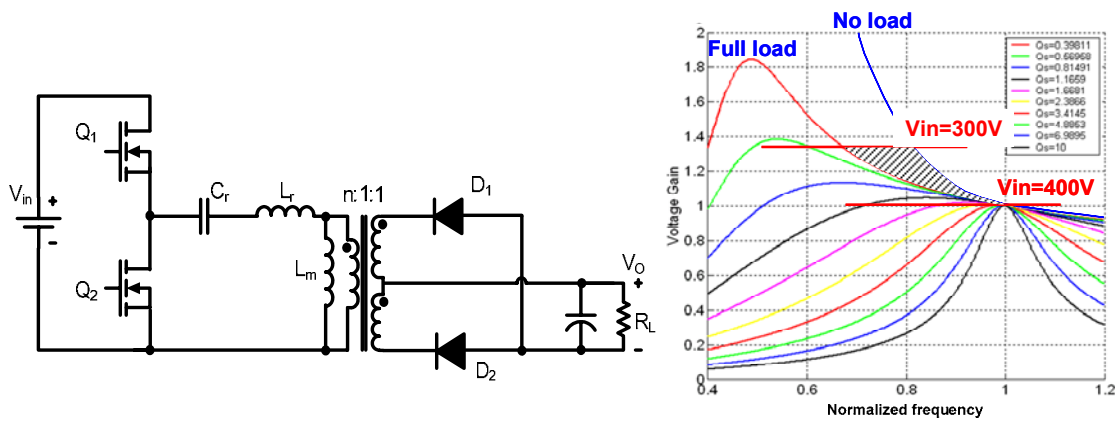 Q1
Q2
Vin
+
-
Cr
Lr
Lm
n:1:1
D1
D2
VO
+
RL
-
No load
Full load
Vin=300V
Vin=400V
Qs=0.39811
Qs=0.56968
Qs=0.81491
Qs=1.1659
Qs=1.6681
Qs=2.3866
Qs=3.4145
Qs=4.8863
Qs=6.9895
Qs=10
Voltage Gain
2
1.8
1.6
1.4
1.2
1
0.8
0.6
0.4
0.2
0
0.4
0.6
0.8
1
1.2
Normalized frequency